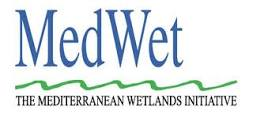 MedWet
THE MEDITERRANEAN WETLANDS INITIATIVE